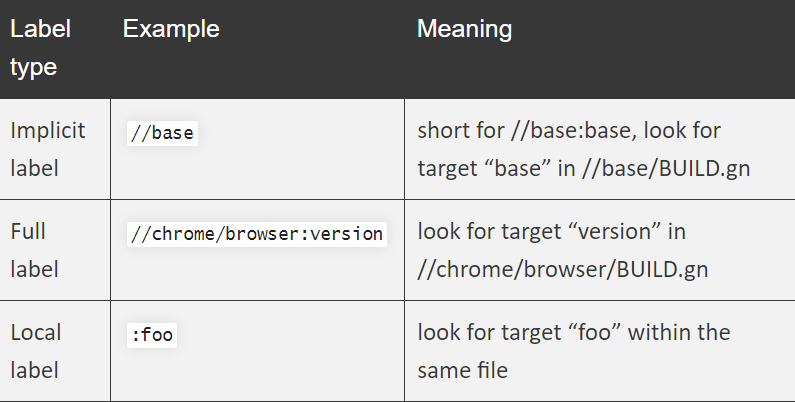 Label type
Example
Meaning
Implicit label
//base
short for //base:base, look for
target “base” in //base/BUILD.gn
Full label
//chrome/browser:version
look for target “version” in
//chrome/browser/BUILD.gn
Local label
:foo
look for target “foo” within the
same file